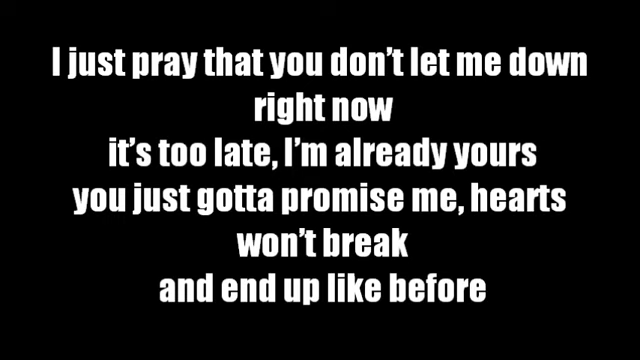 I just pray that you don’t let me down
right now
it’s too late, I’m already yours
you just gotta promise me, hearts
won’t break
and end up like before